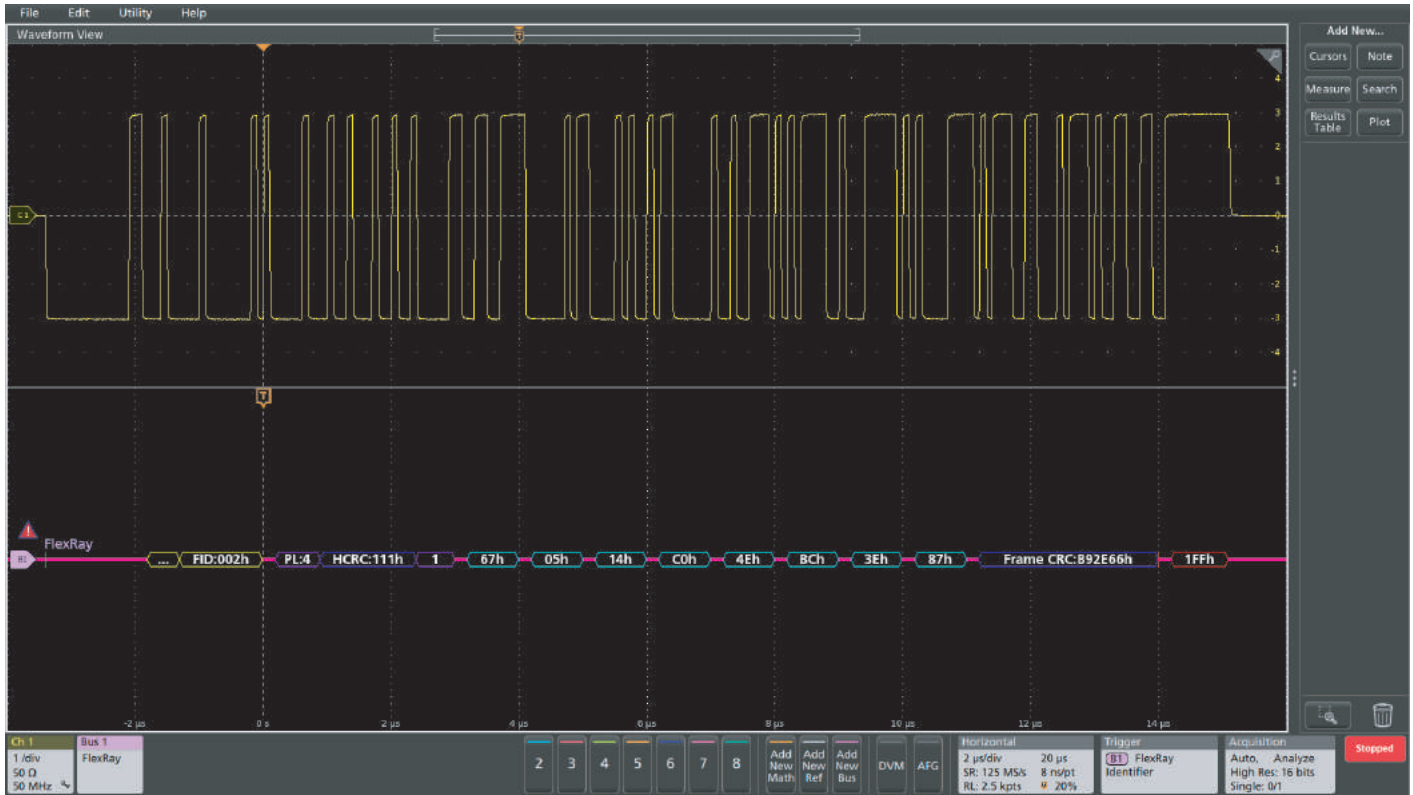 File Edit Utility Help
Waveform View
Add New...
Cursors Note
Measure Search
Results Table Plot
4
3
2
1
0
-1
-2
-3
-4
C1
T
T
!
FlexRay
B1
... FID:002h PL:4 HCRC:111h 1 67h 05h 14h C0h 4Eh BCh 3Eh 87h Frame CRC:B92E66h 1FFh
-2 µs 0 s 2 µs 4 µs 6 µs 8 µs 10 µs 12 µs 14 µs
Ch 1
1 /div
50 Ω
50 MHz
Bus 1
FlexRay
2 3 4 5 6 7 8
Add New Math
Add New Ref
Add New Bus
DVM AFG
Horizontal
2 µs/div 20 µs
SR: 125 MS/s 8 ns/pt
RL: 2.5 kpts 20%
Trigger
B1 FlexRay
Identifier
Acquisition
Auto, Analyze
High Res: 16 bits
Single: 0/1
Stopped